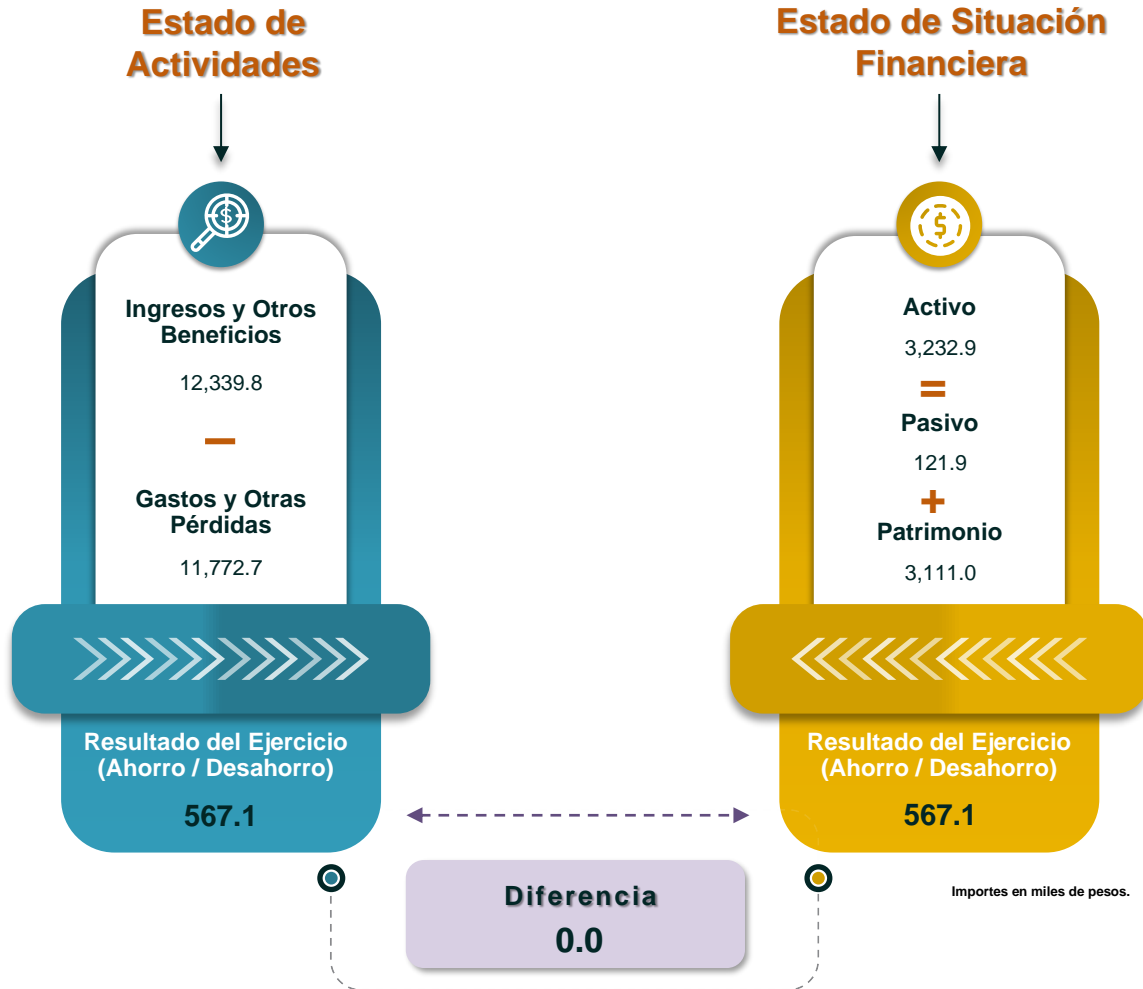 Estado de
Actividades
Ingresos y Otros
Beneficios
12,339.8
–
Gastos y Otras
Pérdidas
11,772.7
Resultado del Ejercicio
(Ahorro / Desahorro)
567.1
Estado de Situación
Financiera
$
Activo
3,232.9
=
Pasivo
121.9
+
Patrimonio
3,111.0
Resultado del Ejercicio
(Ahorro / Desahorro)
567.1
Diferencia
0.0
Importes en miles de pesos.